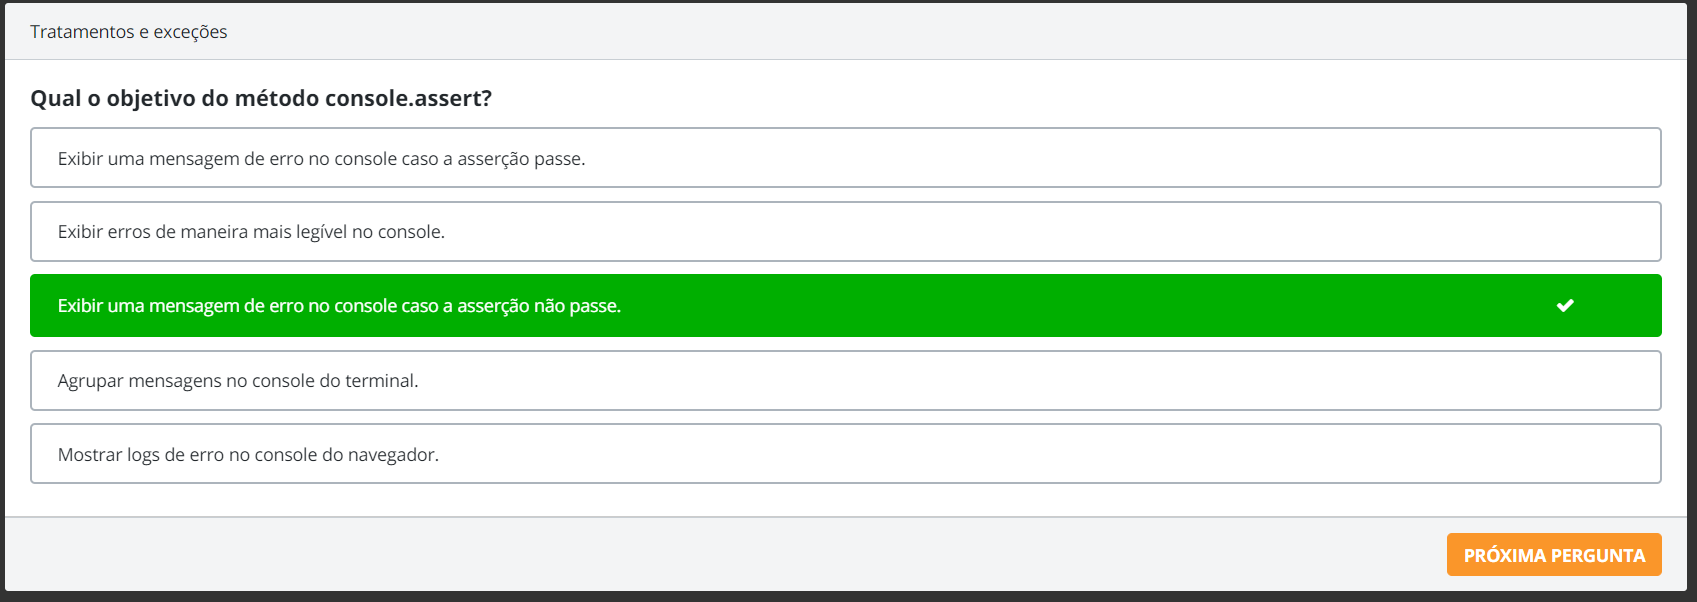 Tratamentos e exceções
Qual o objetivo do método console.assert?
Exibir uma mensagem de erro no console caso a asserção passe.
Exibir erros de maneira mais legível no console.
Exibir uma mensagem de erro no console caso a asserção não passe.
Agrupar mensagens no console do terminal.
Mostrar logs de erro no console do navegador.
PRÓXIMA PERGUNTA